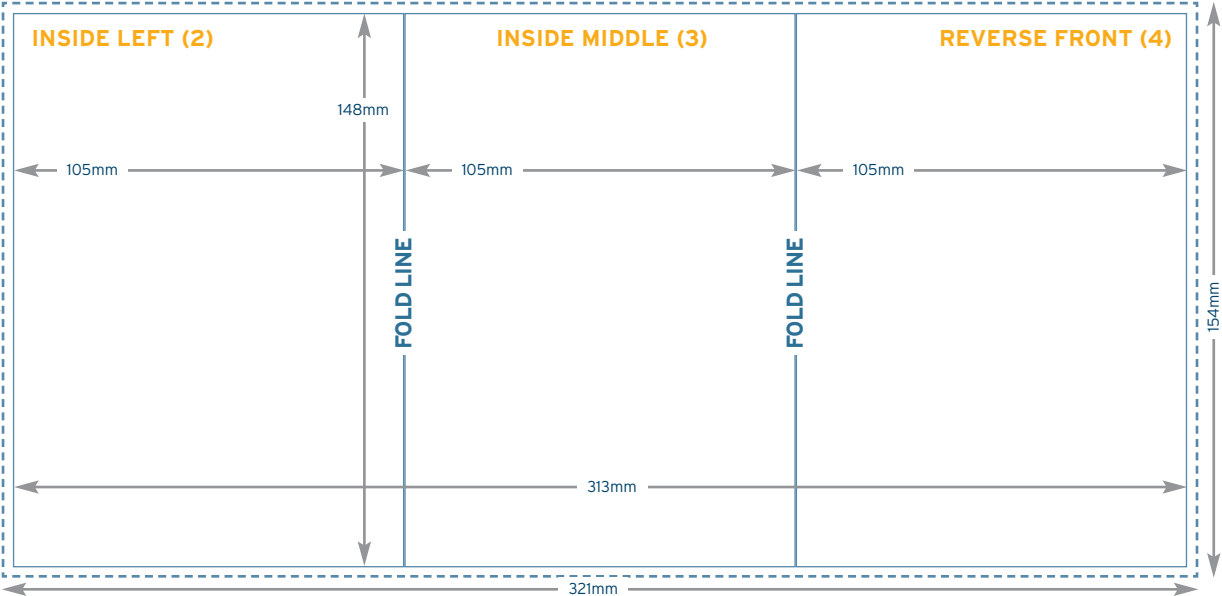 INSIDE LEFT (2)
INSIDE MIDDLE (3)
REVERSE FRONT (4)
148mm
105mm
105mm
105mm
FOLD LINE
FOLD LINE
154mm
313mm
321mm